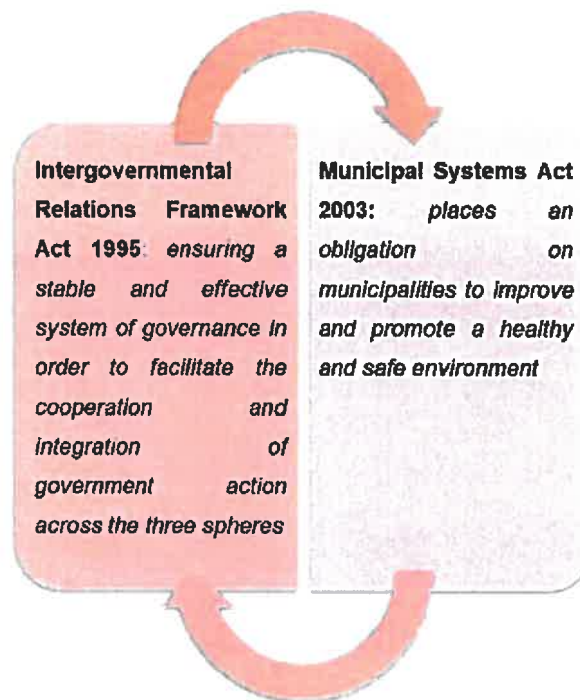 Intergovernmental
Relations Framework
Act 1995: ensuring a
stable and effective
system of governance in
order to facilitate the
cooperation and
integration of
government action
across the three spheres
Municipal Systems Act
2003: places an
obligation on
municipalities to improve
and promote a healthy
and safe environment